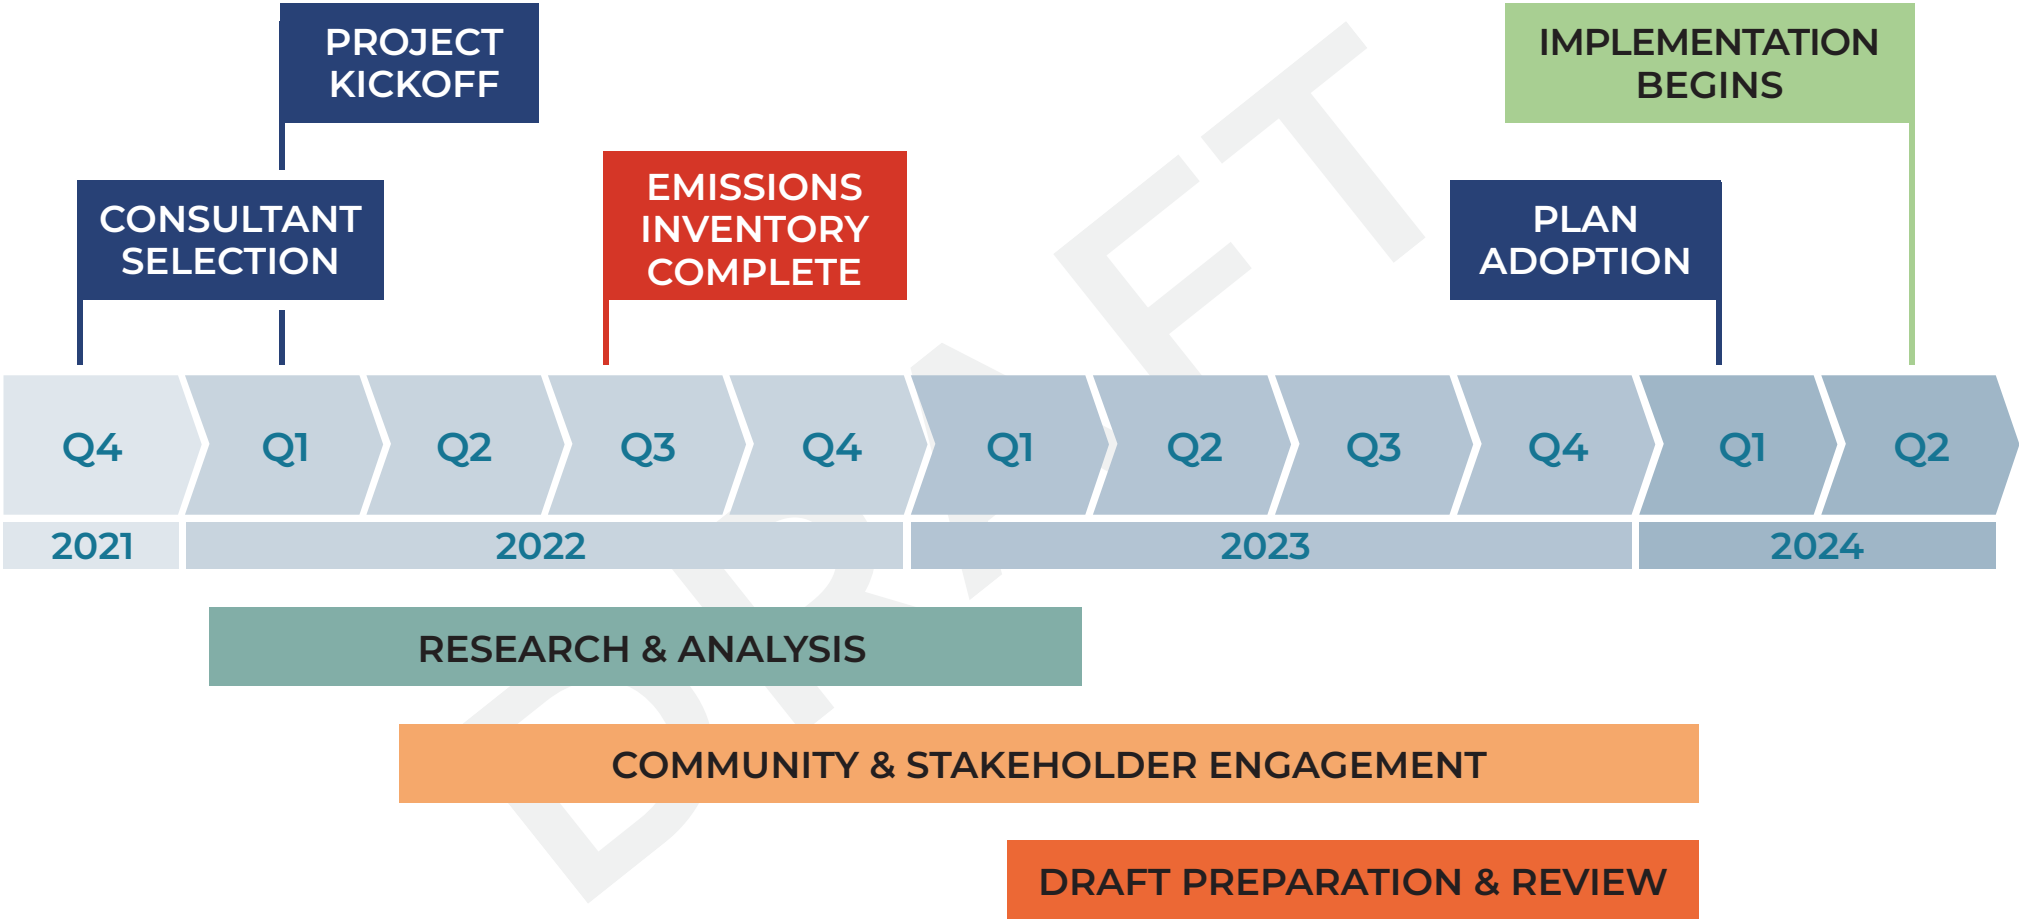 PROJECT
KICKOFF
IMPLEMENTATION
BEGINS
CONSULTANT
SELECTION
EMISSIONS
INVENTORY
COMPLETE
PLAN
ADOPTION
Q4 Q1 Q2 Q3 Q4 Q1 Q2 Q3 Q4 Q1 Q2
2021 2022 2023 2024
RESEARCH & ANALYSIS
COMMUNITY & STAKEHOLDER ENGAGEMENT
DRAFT PREPARATION & REVIEW
DRAFT